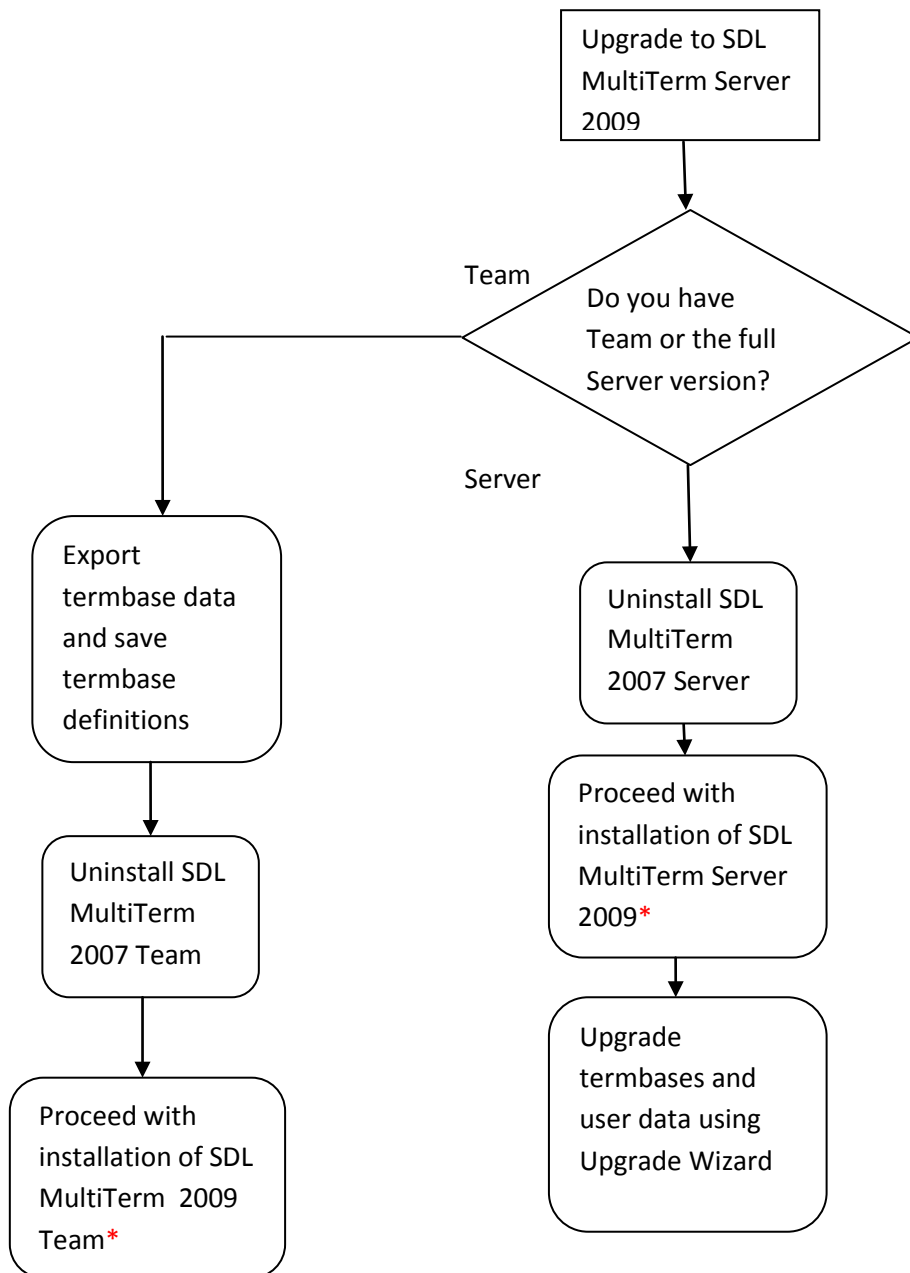 Upgrade to SDL
MultiTerm Server
2009
Team
Do you have
Team or the full
Server version?
Server
Export
termbase data
and save
termbase
definitions
Uninstall SDL
MultiTerm
2007 Team
Proceed with
installation of SDL
MultiTerm  2009
Team*
Uninstall SDL
MultiTerm
2007 Server
Proceed with
installation of SDL
MultiTerm Server
2009*
Upgrade
termbases and
user data using
Upgrade Wizard